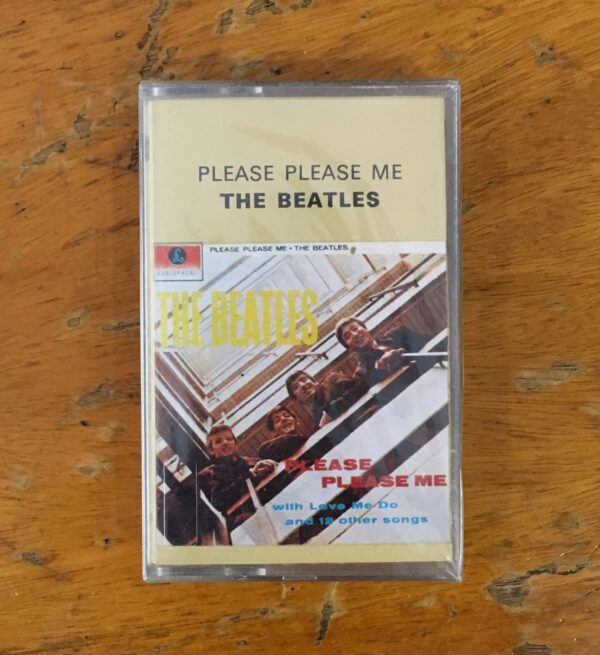 PLEASE PLEASE ME
THE BEATLES
PLEASE PLEASE ME • THE BEATLES
PARLOPHONE
THE BEATLES
PLEASE
PLEASE ME
with Love Me Do
and 12 other songs